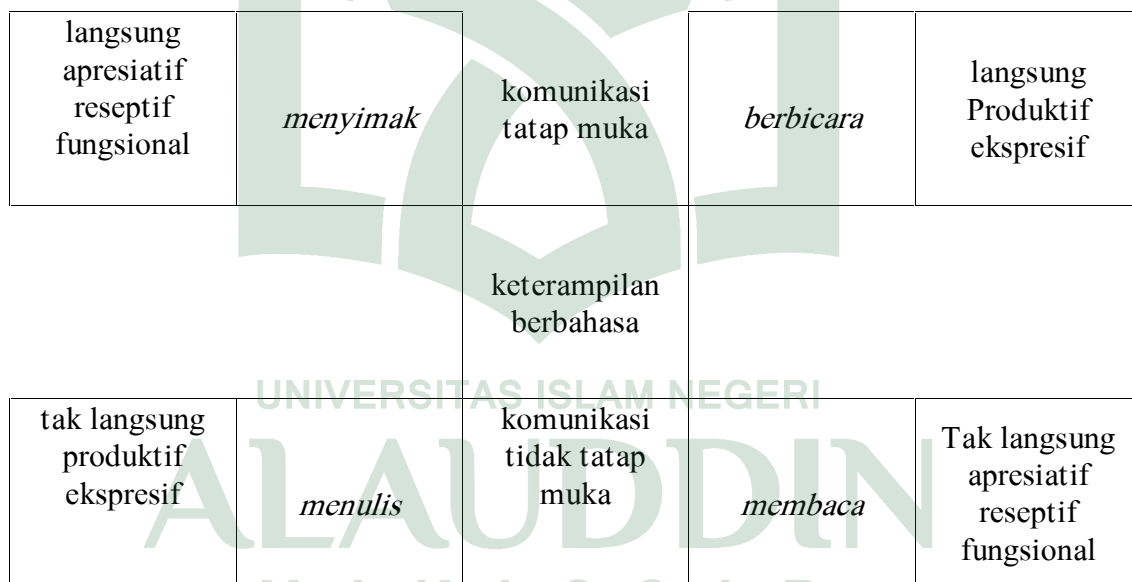 langsung
apresiatif
reseptif
fungsional
menyimak
komunikasi
tatap muka
berbicara
langsung
Produktif
ekspresif
keterampilan
berbahasa
UNIVERSITAS ISLAM NEGERI
tak langsung
produktif
ekspresif
menulis
komunikasi
tidak tatap
muka
membaca
Tak langsung
apresiatif
reseptif
fungsional
ALAUDDIN